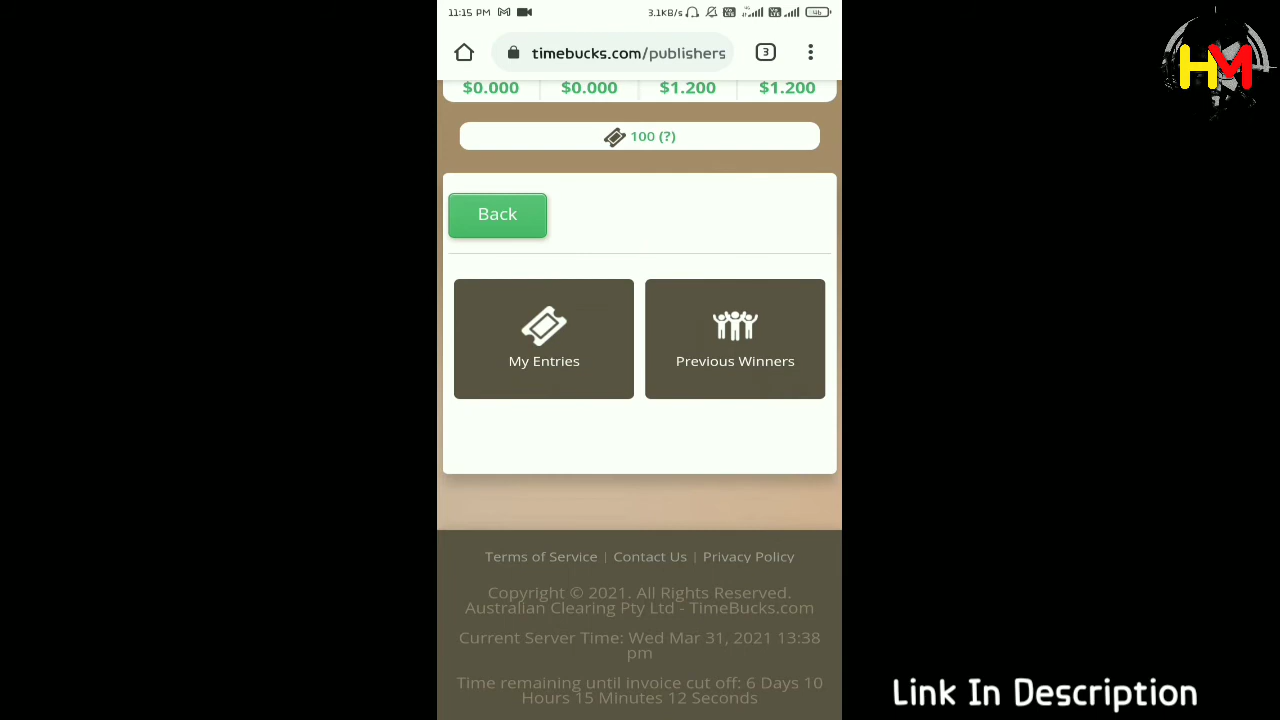 11:15 PM
3.1KB/s
46
timebucks.com/publishers
3
$0.000 $0.000 $1.200 $1.200
100 (?)
Back
My Entries
Previous Winners
Terms of Service | Contact Us | Privacy Policy
Copyright © 2021. All Rights Reserved.
Australian Clearing Pty Ltd - TimeBucks.com
Current Server Time: Wed Mar 31, 2021 13:38
pm
Time remaining until invoice cut off: 6 Days 10
Hours 15 Minutes 12 Seconds
HM
Link In Description